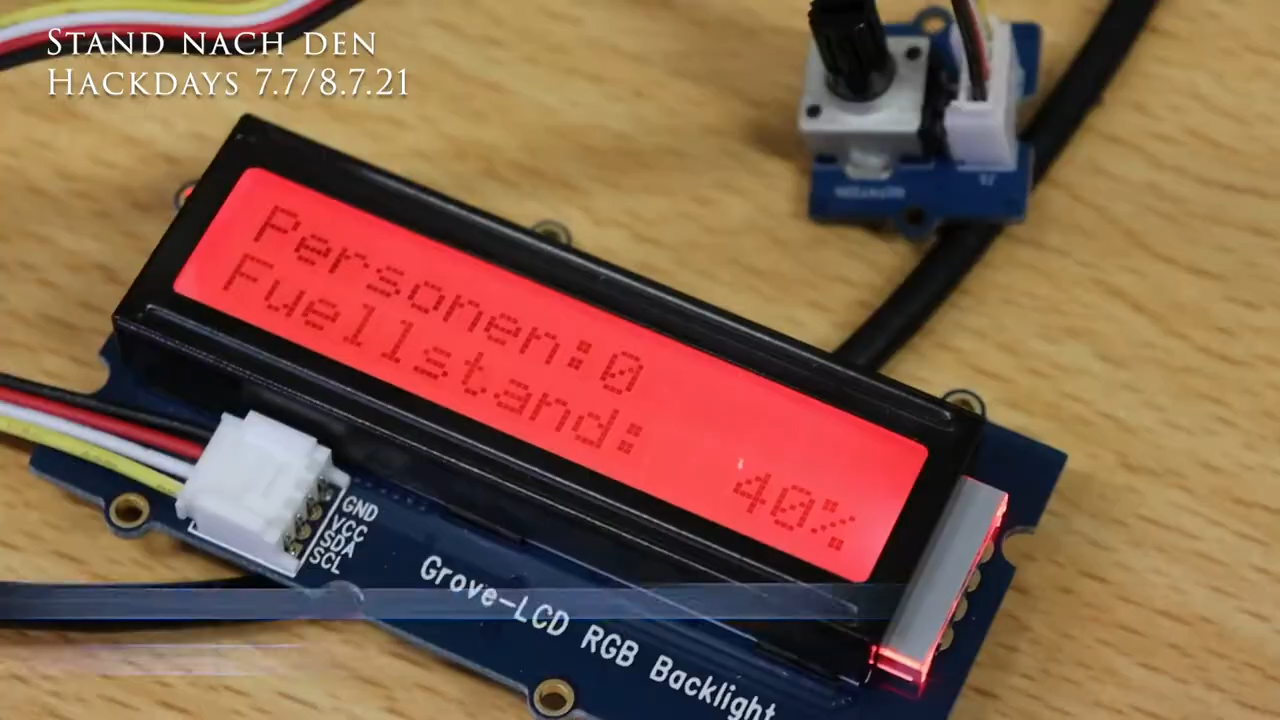 Stand nach den
Hackdays 7.7/8.7.21
Personen:0
Fuellstand:
40%
GND
VCC
SDA
SCL
Grove-LCD RGB Backlight